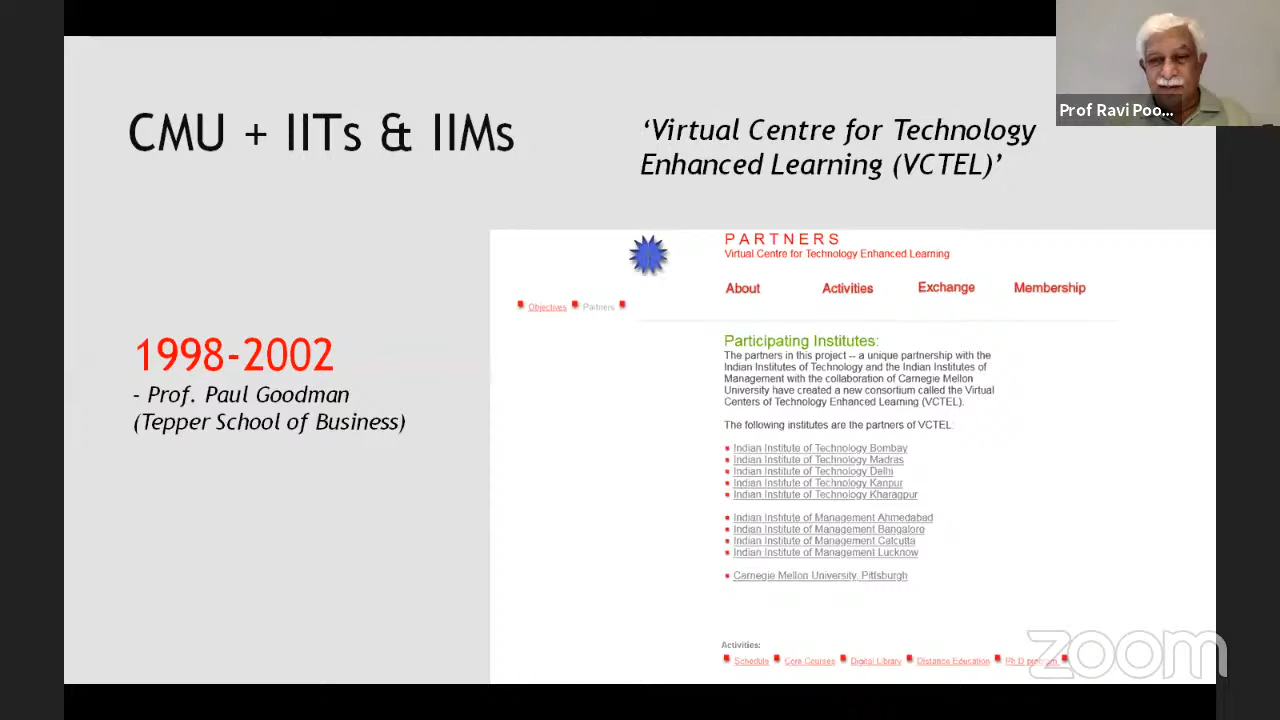 CMU + IITs & IIMs
‘Virtual Centre for Technology
Enhanced Learning (VCTEL)’
Prof Ravi Poo...
1998-2002
- Prof. Paul Goodman
(Tepper School of Business)
PARTNERS
Virtual Centre for Technology Enhanced Learning
About Activities Exchange Membership
Objectives Partners
Participating Institutes:
The partners in this project -- a unique partnership with the
Indian Institutes of Technology and the Indian Institutes of
Management with the collaboration of Carnegie Mellon
University have created a new consortium called the Virtual
Centers of Technology Enhanced Learning (VCTEL).
The following institutes are the partners of VCTEL:
Indian Institute of Technology Bombay
Indian Institute of Technology Madras
Indian Institute of Technology Delhi
Indian Institute of Technology Kanpur
Indian Institute of Technology Kharagpur
Indian Institute of Management Ahmedabad
Indian Institute of Management Bangalore
Indian Institute of Management Calcutta
Indian Institute of Management Lucknow
Carnegie Mellon University, Pittsburgh
Activities:
Schedule Core Courses Digital Library Distance Education Ph.D program
zoom